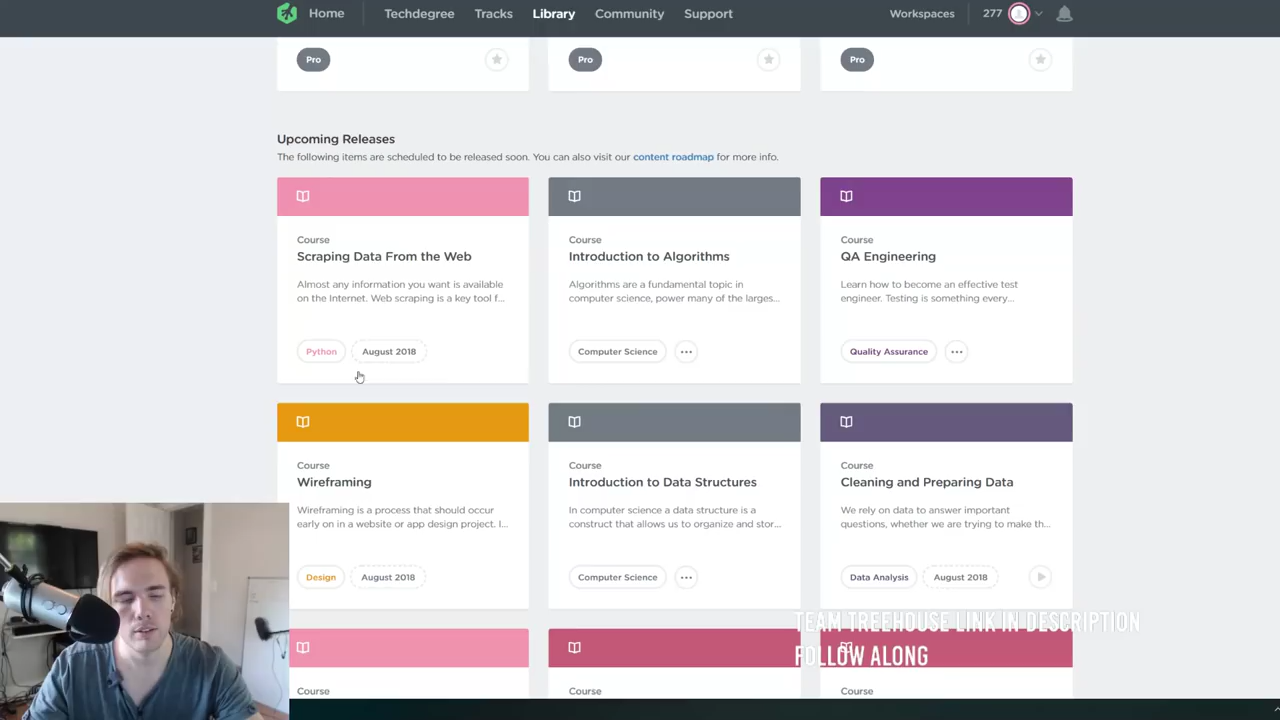 Home Techdegree Tracks Library Community Support Workspaces 277
Pro Pro Pro
Upcoming Releases
The following items are scheduled to be released soon. You can also visit our content roadmap for more info.
Course
Scraping Data From the Web
Almost any information you want is available
on the Internet. Web scraping is a key tool f...
Python August 2018
Course
Introduction to Algorithms
Algorithms are a fundamental topic in
computer science, power many of the larges...
Computer Science ...
Course
QA Engineering
Learn how to become an effective test
engineer. Testing is something every...
Quality Assurance ...
Course
Wireframing
Wireframing is a process that should occur
early on in a website or app design project. I...
Design August 2018
Course
Introduction to Data Structures
In computer science a data structure is a
construct that allows us to organize and stor...
Computer Science ...
Course
Cleaning and Preparing Data
We rely on data to answer important
questions, whether we are trying to make th...
Data Analysis August 2018
TEAM TREEHOUSE LINK IN DESCRIPTION
FOLLOW ALONG
Course Course Course